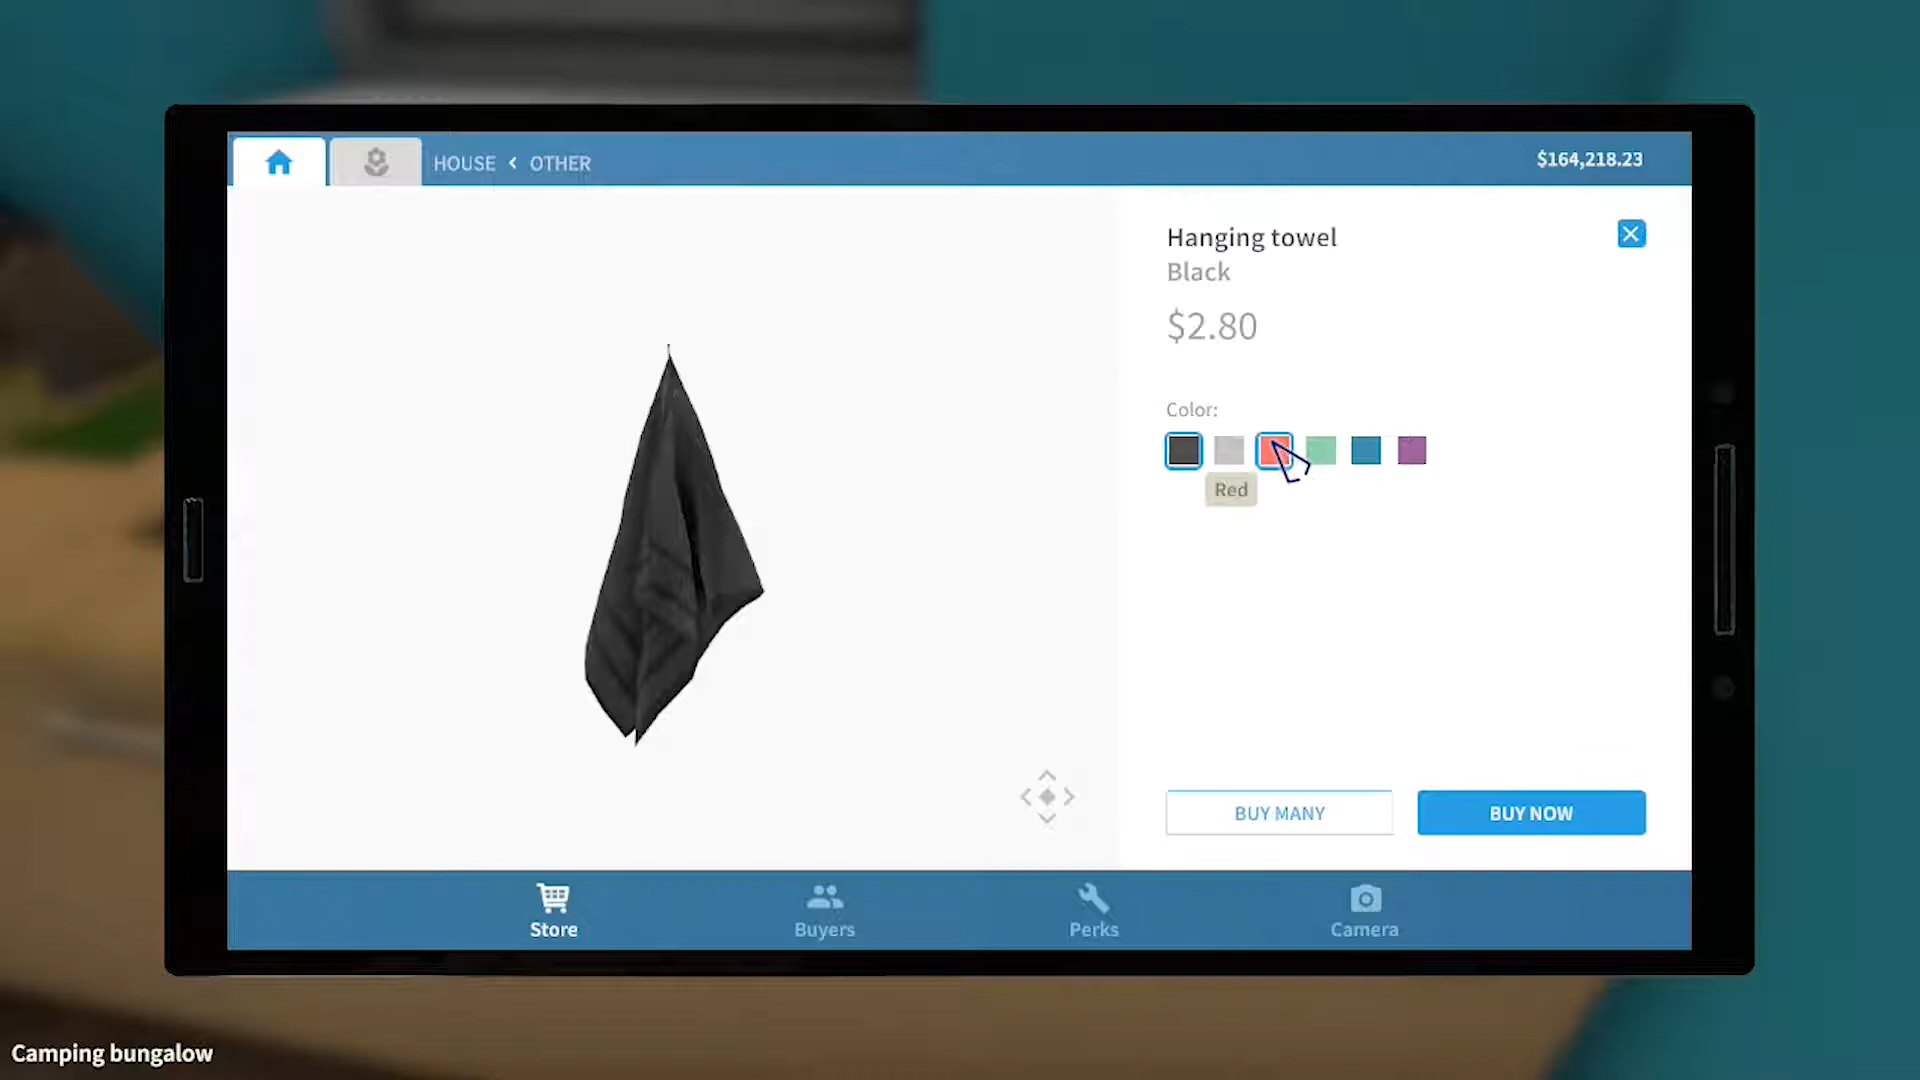 HOUSE < OTHER
$164,218.23
Hanging towel
Black
$2.80
Color:
Red
BUY MANY
BUY NOW
Store
Buyers
Perks
Camera
Camping bungalow